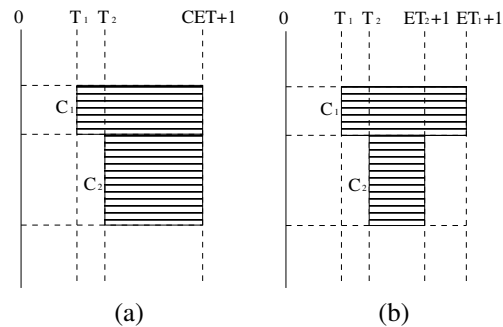 0 T₁ T₂ CET+1 0 T₁ T₂ ET₂+1 ET₁+1
C₁ C₁
C₂ C₂
(a) (b)